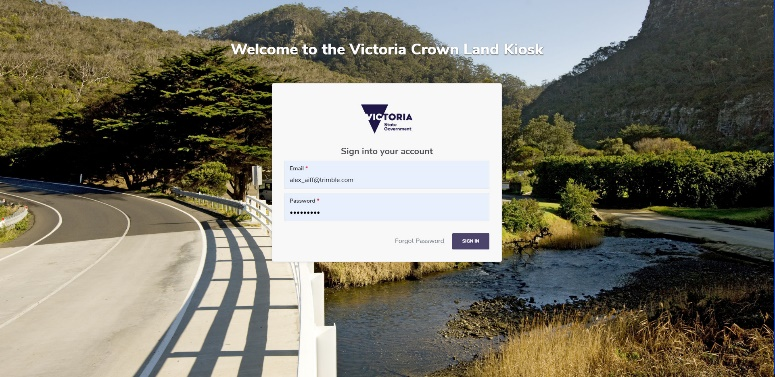 Welcome to the Victoria Crown Land Kiosk
VICTORIA
State
Government
Sign into your account
Email *
Password *
Forgot Password
SIGN IN